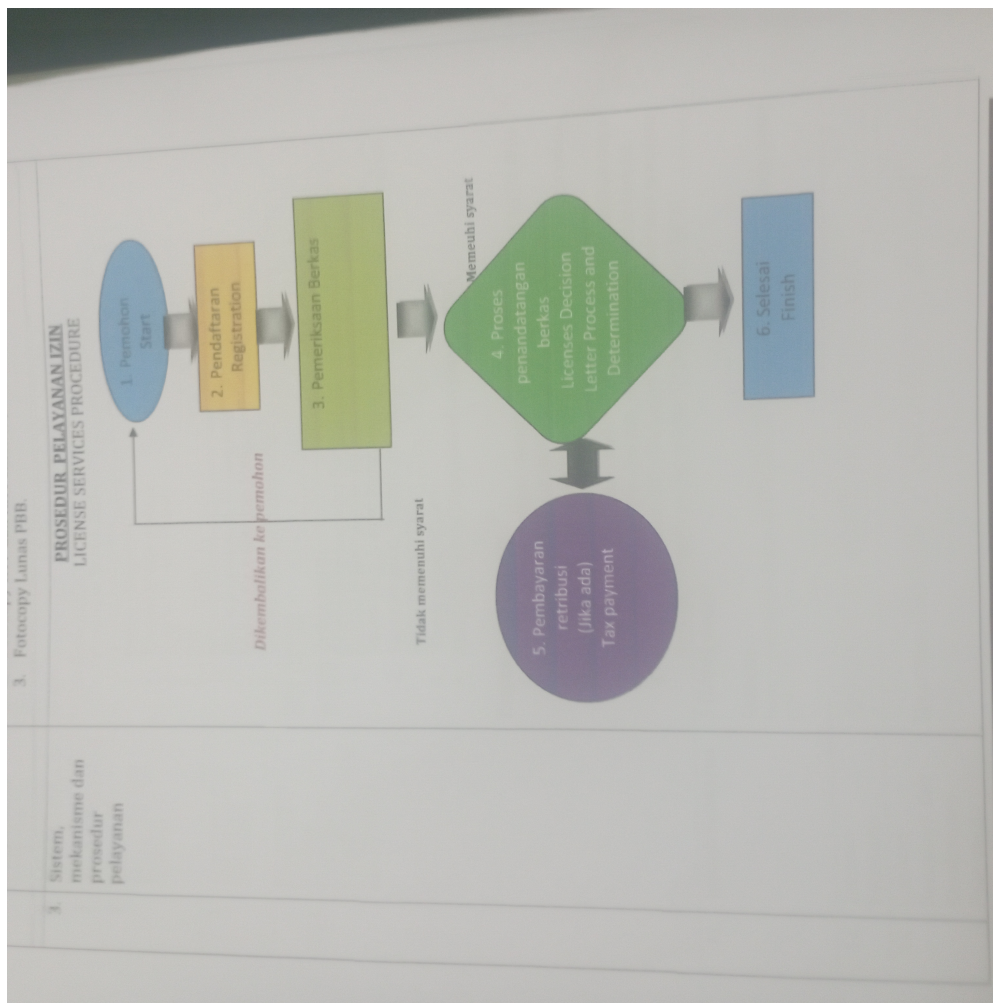 3. Fotocopy Lunas PBB.
3. Sistem,
mekanisme dan
prosedur
pelayanan
PROSEDUR PELAYANAN IZIN
LICENSE SERVICES PROCEDURE
1. Pemohon
Start
2. Pendaftaran
Registration
Dikembalikan ke pemohon
3. Pemeriksaan Berkas
Tidak memenuhi syarat
Memeuhi syarat
4. Proses
penandatangan
berkas
Licenses Decision
Letter Process and
Determination
5. Pembayaran
retribusi
(Jika ada)
Tax payment
6. Selesai
Finish